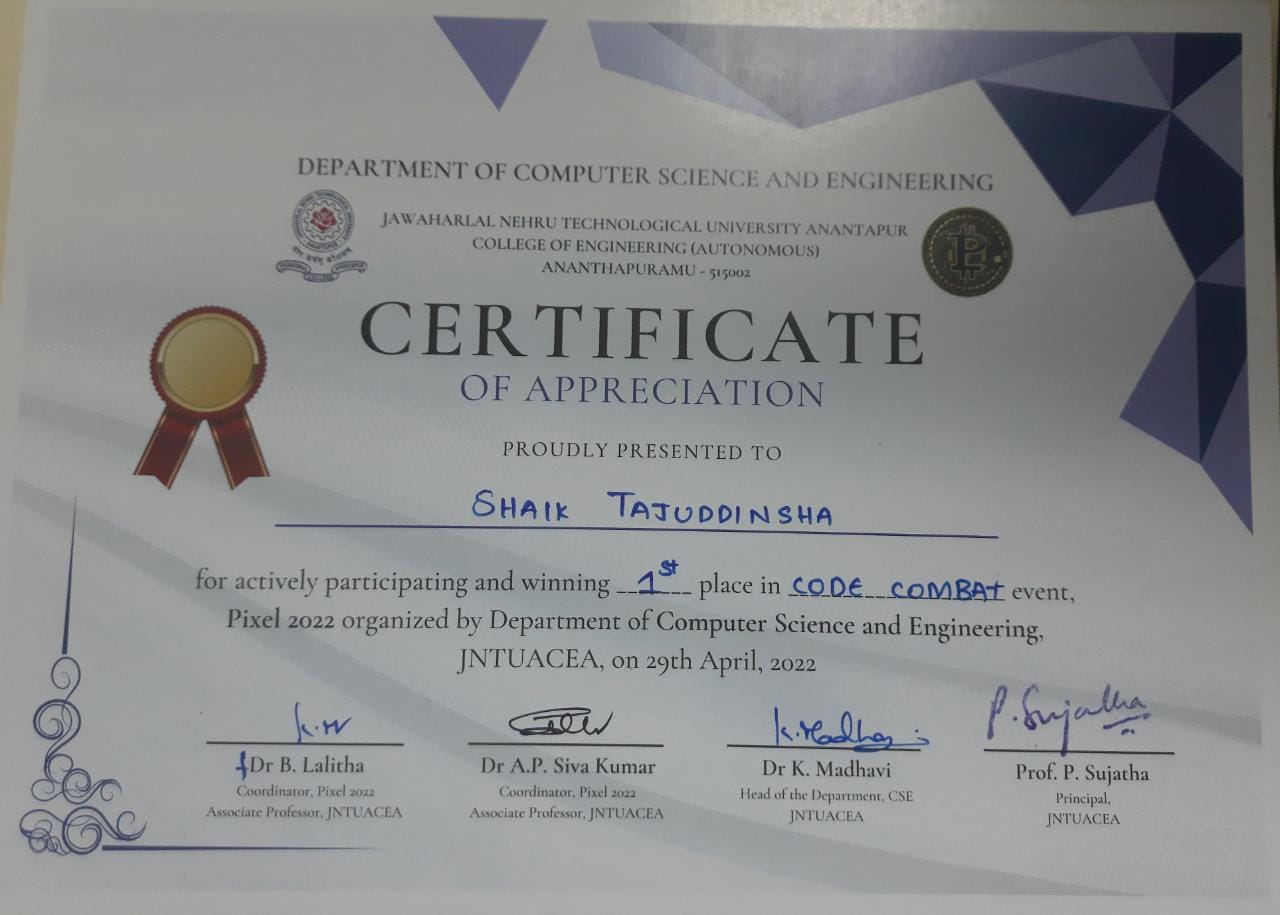 DEPARTMENT OF COMPUTER SCIENCE AND ENGINEERING
JAWAHARLAL NEHRU TECHNOLOGICAL UNIVERSITY ANANTAPUR
COLLEGE OF ENGINEERING (AUTONOMOUS)
ANANTHAPURAMU - 515002
CERTIFICATE
OF APPRECIATION
PROUDLY PRESENTED TO
SHAIK TAJUDDINSHA
for actively participating and winning 1st place in CODE COMBAT event,
Pixel 2022 organized by Department of Computer Science and Engineering,
JNTUACEA, on 29th April, 2022
K. Madhavi
P. Sujatha
Dr B. Lalitha
Coordinator, Pixel 2022
Associate Professor, JNTUACEA
Dr A.P. Siva Kumar
Coordinator, Pixel 2022
Associate Professor, JNTUACEA
Dr K. Madhavi
Head of the Department, CSE
JNTUACEA
Prof. P. Sujatha
Principal,
JNTUACEA